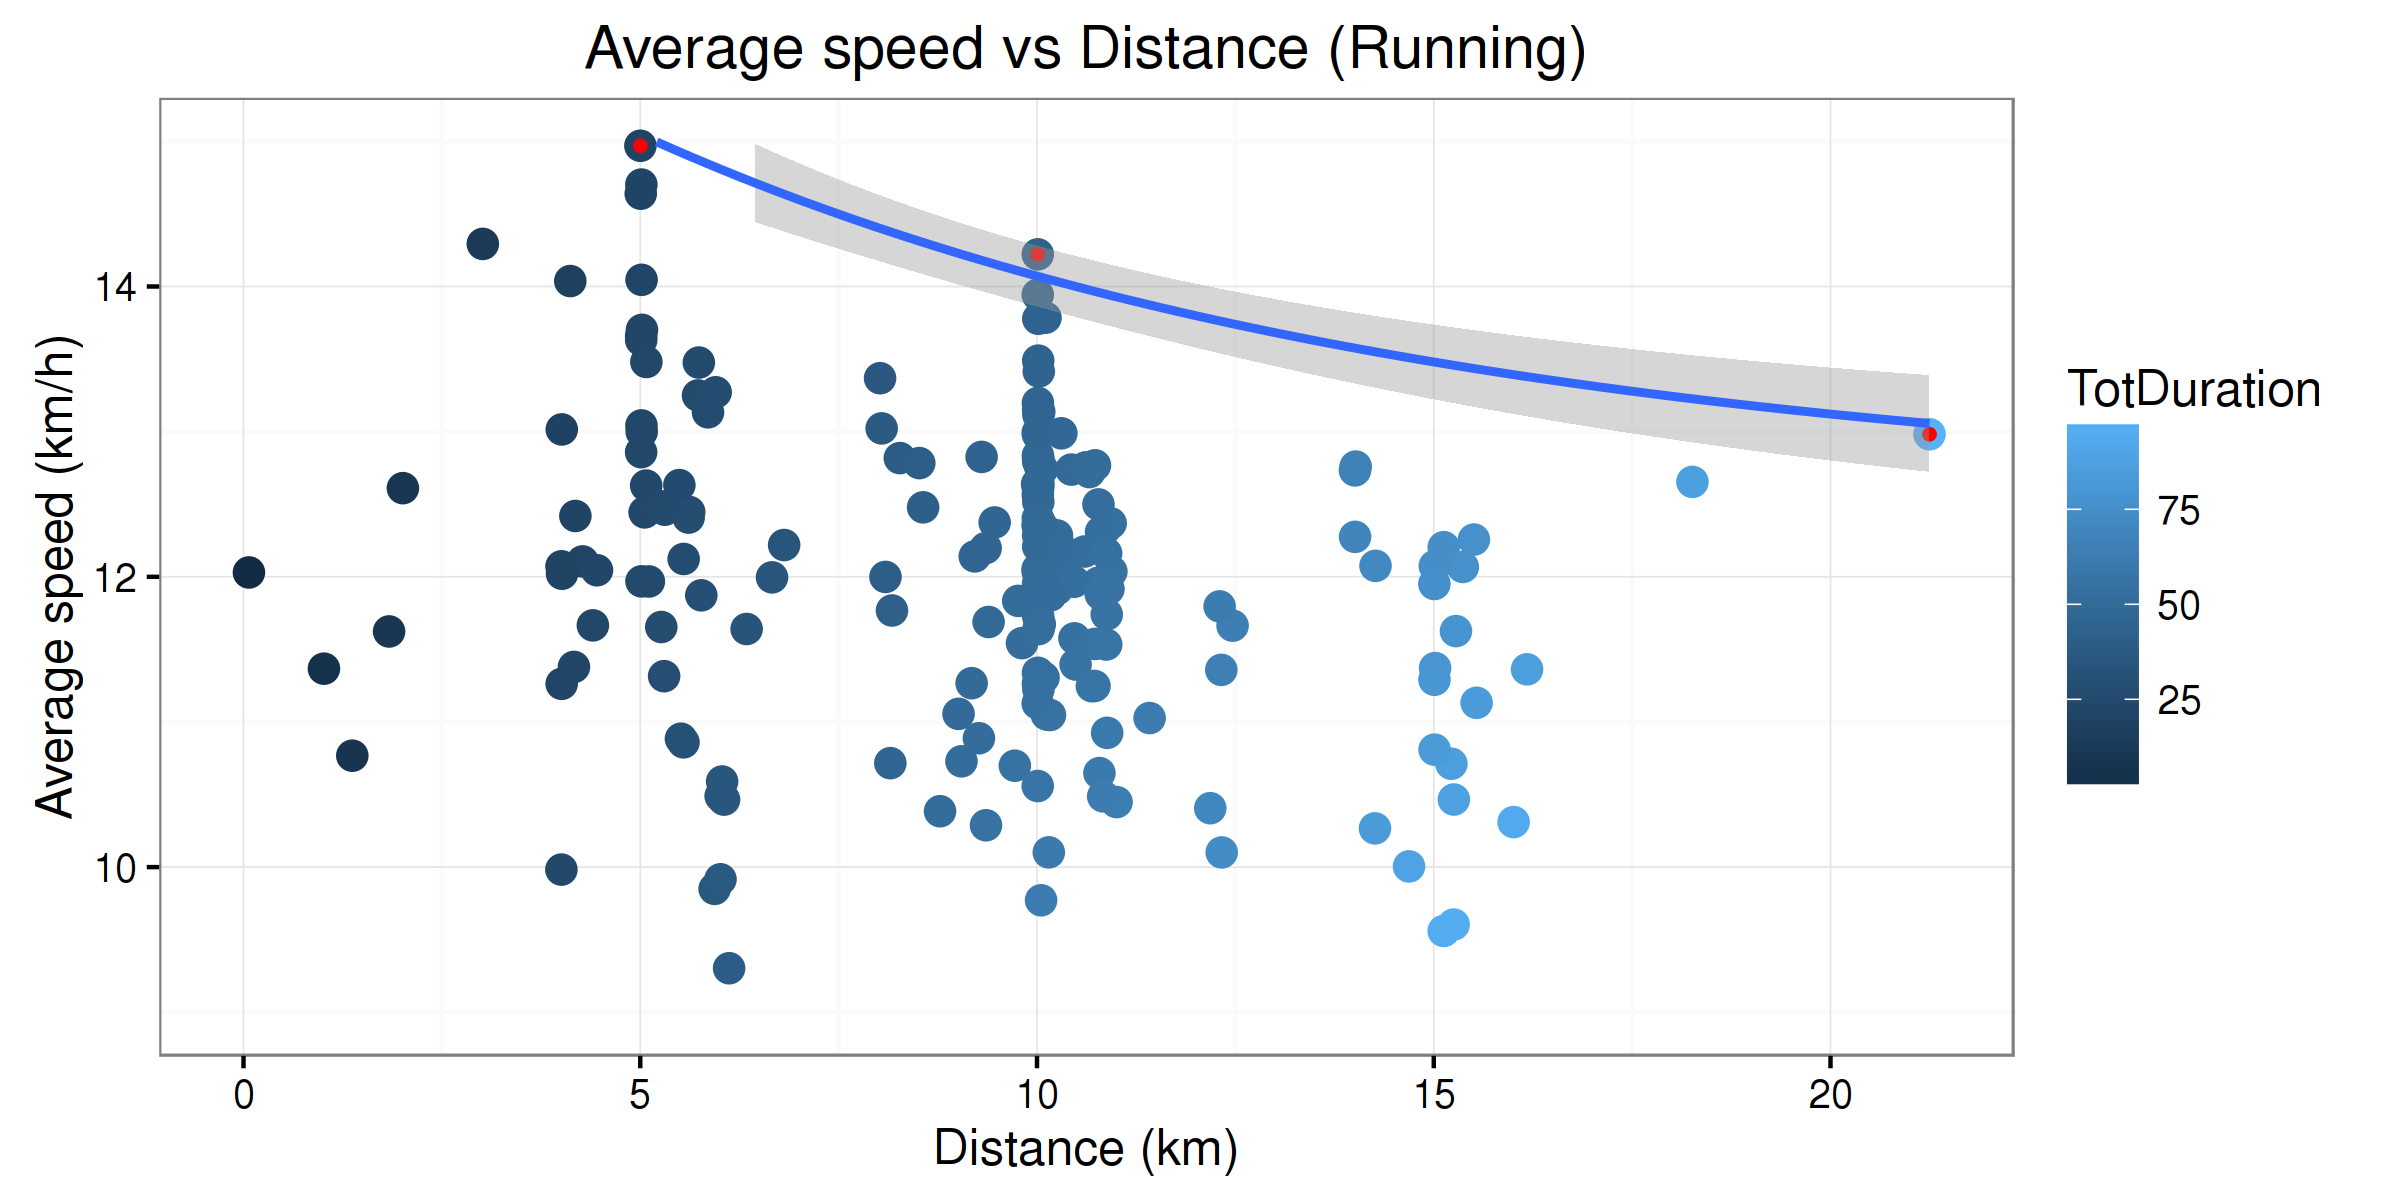 Average speed vs Distance (Running)
Average speed (km/h)
14
12
10
0 5 10 15 20
Distance (km)
TotDuration
75
50
25